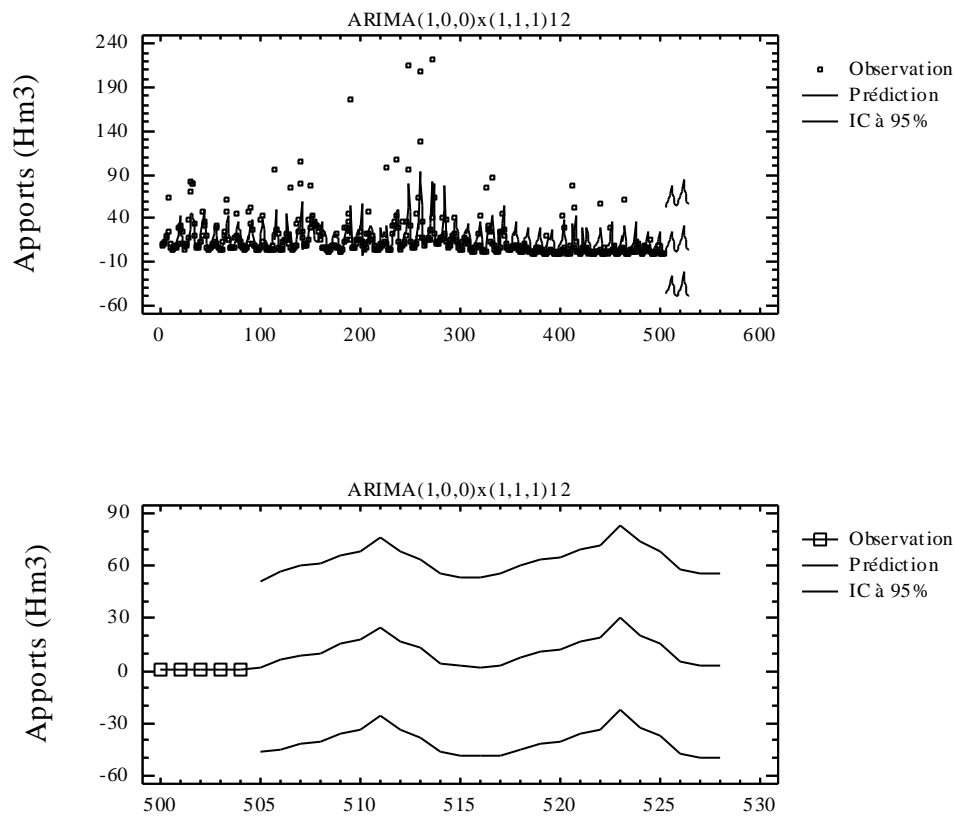 ARIMA(1,0,0)x(1,1,1)12
Apports (Hm3)
240
190
140
90
40
-10
-60
0
100
200
300
400
500
600
Observation
Prédiction
IC à 95%
ARIMA(1,0,0)x(1,1,1)12
Apports (Hm3)
90
60
30
0
-30
-60
500
505
510
515
520
525
530
Observation
Prédiction
IC à 95%